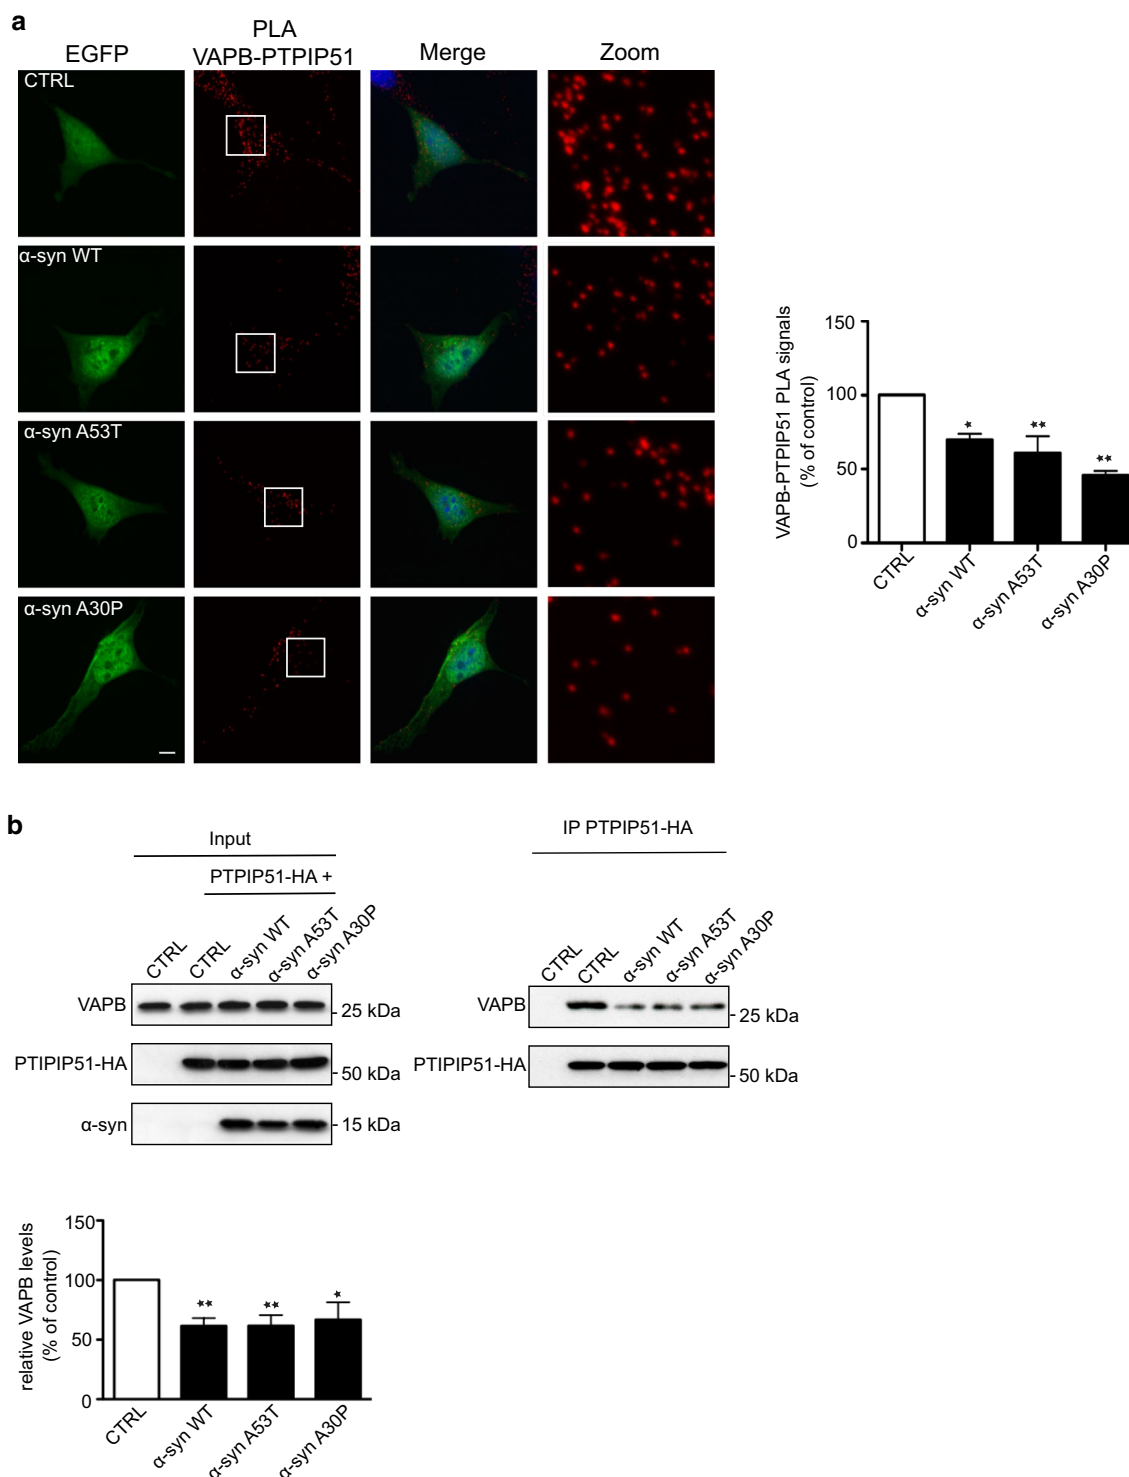 a
EGFP
PLA
VAPB-PTPIP51
Merge
Zoom
CTRL
α-syn WT
α-syn A53T
α-syn A30P
VAPB-PTPIP51 PLA signals
(% of control)
150
100
50
0
*
**
**
CTRL
α-syn WT
α-syn A53T
α-syn A30P
b
Input
PTPIP51-HA +
CTRL
CTRL
α-syn WT
α-syn A53T
α-syn A30P
VAPB
25 kDa
PTIPIP51-HA
50 kDa
α-syn
15 kDa
IP PTPIP51-HA
CTRL
CTRL
α-syn WT
α-syn A53T
α-syn A30P
VAPB
25 kDa
PTIPIP51-HA
50 kDa
relative VAPB levels
(% of control)
150
100
50
0
**
**
*
CTRL
α-syn WT
α-syn A53T
α-syn A30P